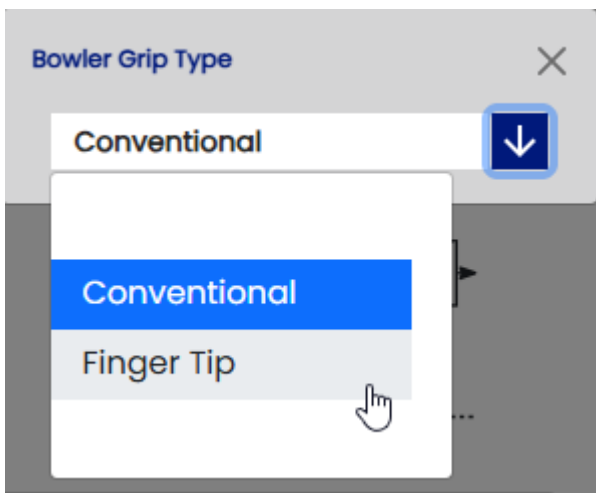 Bowler Grip Type
Conventional
Conventional
Finger Tip
...